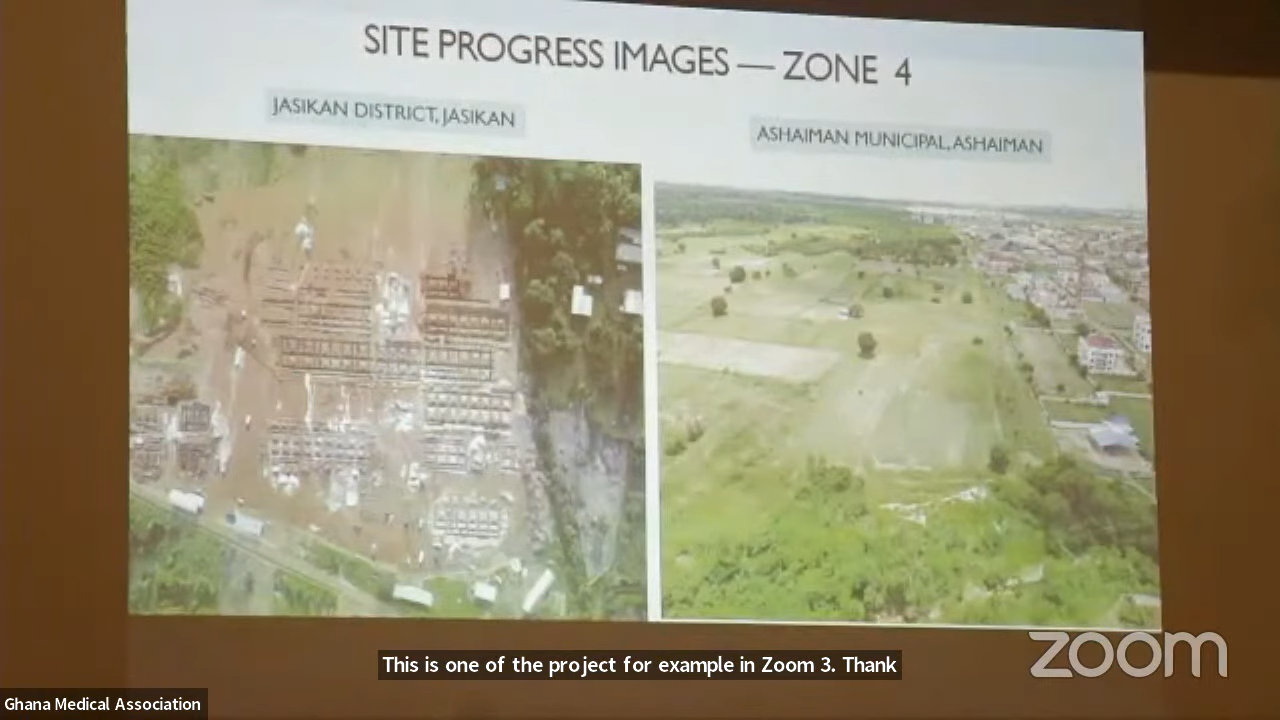 SITE PROGRESS IMAGES — ZONE 4
JASIKAN DISTRICT, JASIKAN
ASHAIMAN MUNICIPAL, ASHAIMAN
zoom
This is one of the project for example in Zoom 3. Thank
Ghana Medical Association